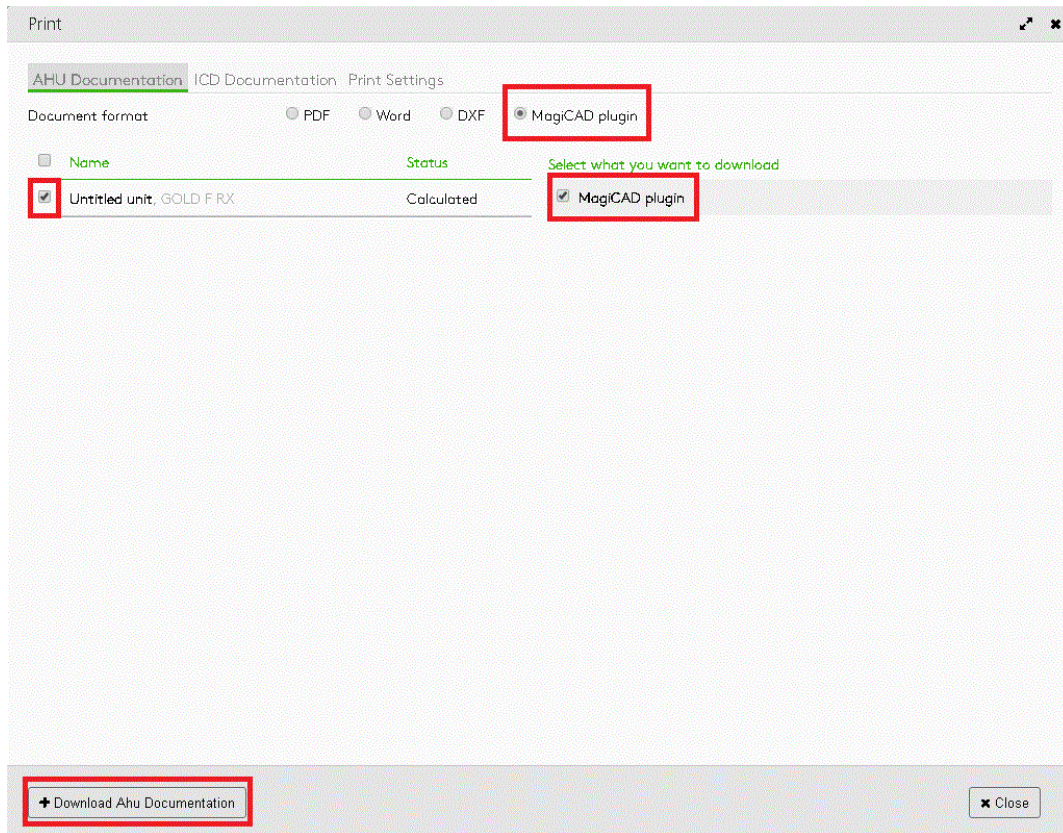 Print
AHU Documentation ICD Documentation Print Settings
Document format PDF Word DXF MagiCAD plugin
Name Status Select what you want to download
Untitled unit, GOLD F RX Calculated MagiCAD plugin
Download Ahu Documentation Close